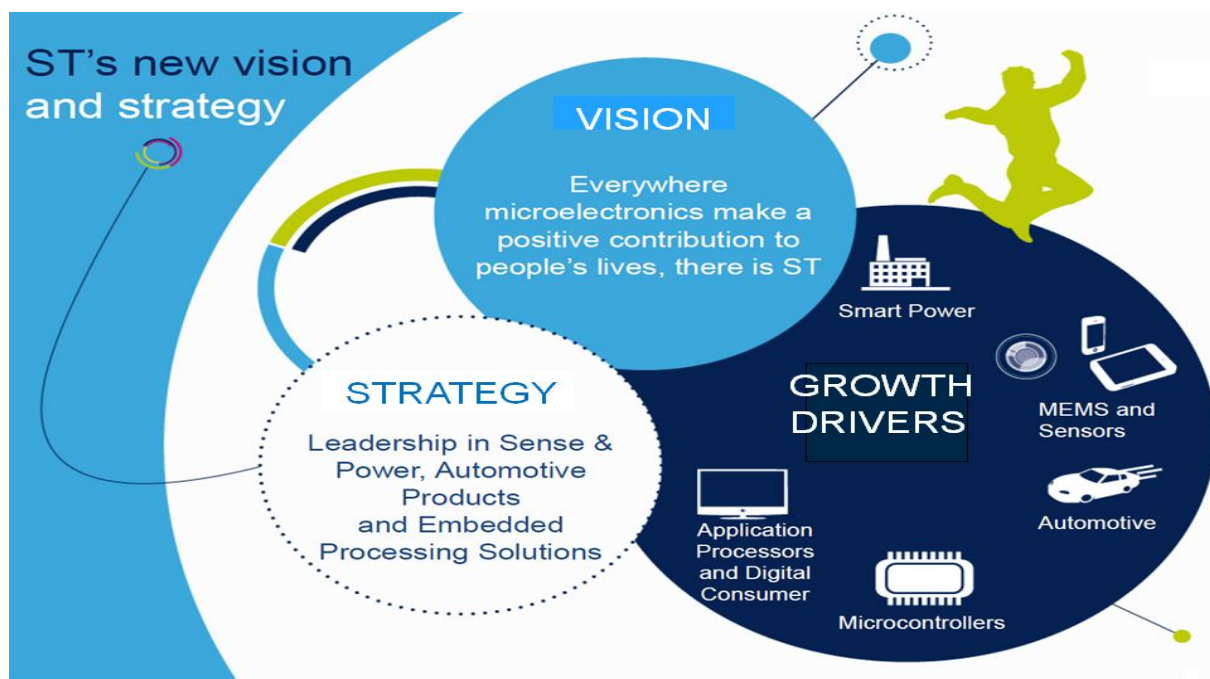 ST’s new vision
and strategy
VISION
Everywhere
microelectronics make a
positive contribution to
people’s lives, there is ST
STRATEGY
Leadership in Sense &
Power, Automotive
Products
and Embedded
Processing Solutions
GROWTH
DRIVERS
Smart Power
MEMS and
Sensors
Automotive
Microcontrollers
Application
Processors
and Digital
Consumer